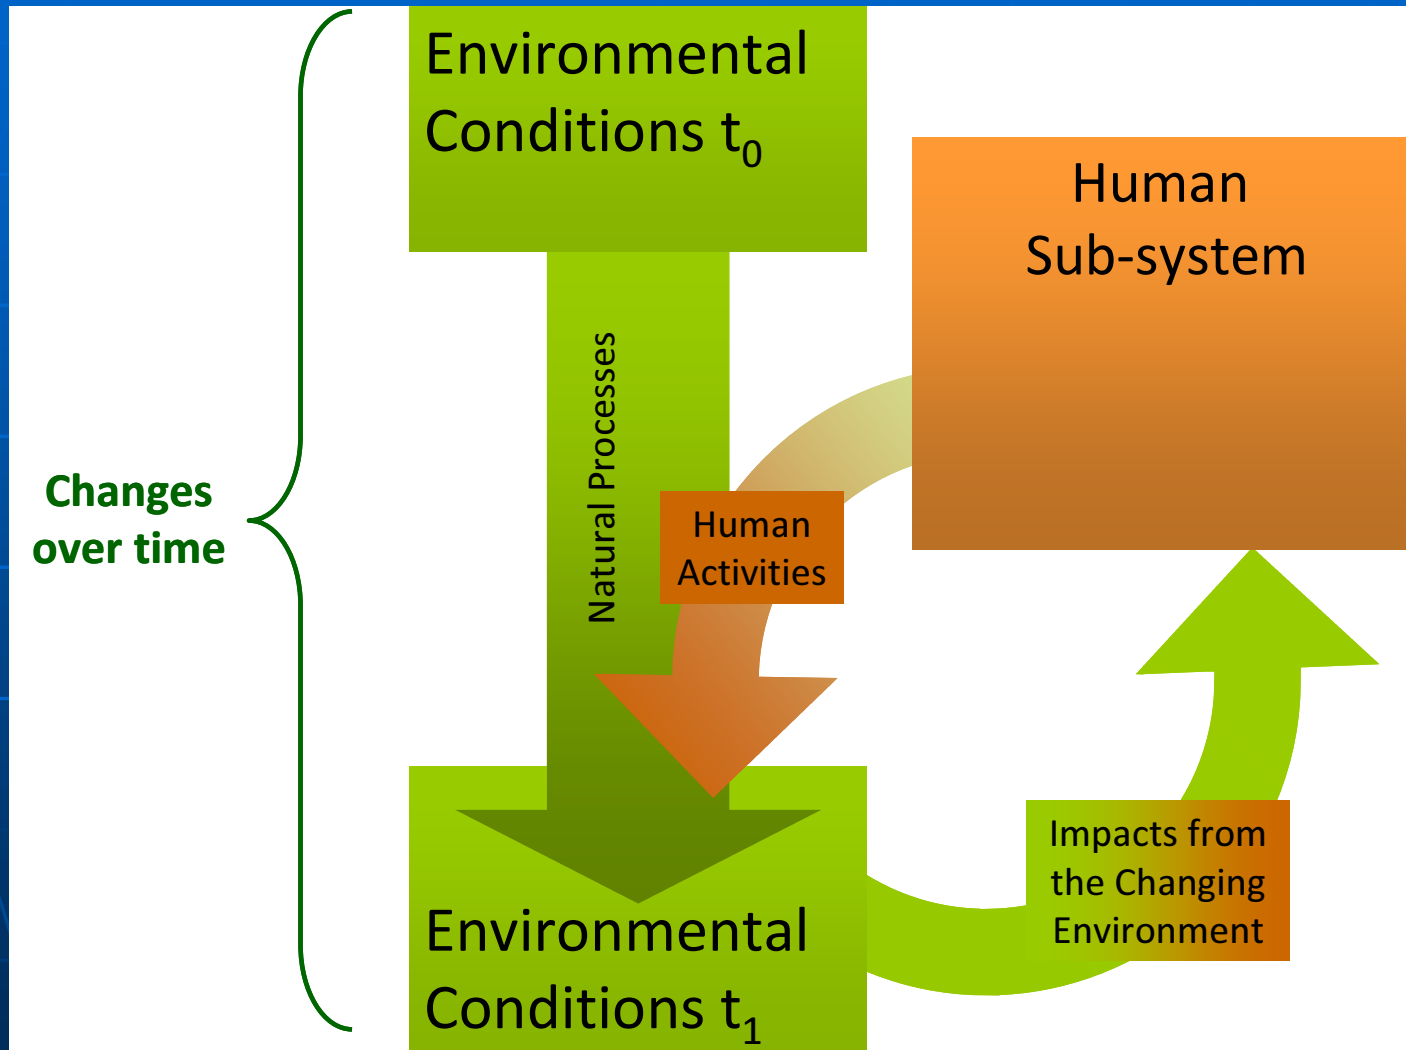 Environmental
Conditions t₀
Human
Sub-system
Natural Processes
Changes
over time
Human
Activities
Impacts from
the Changing
Environment
Environmental
Conditions t₁